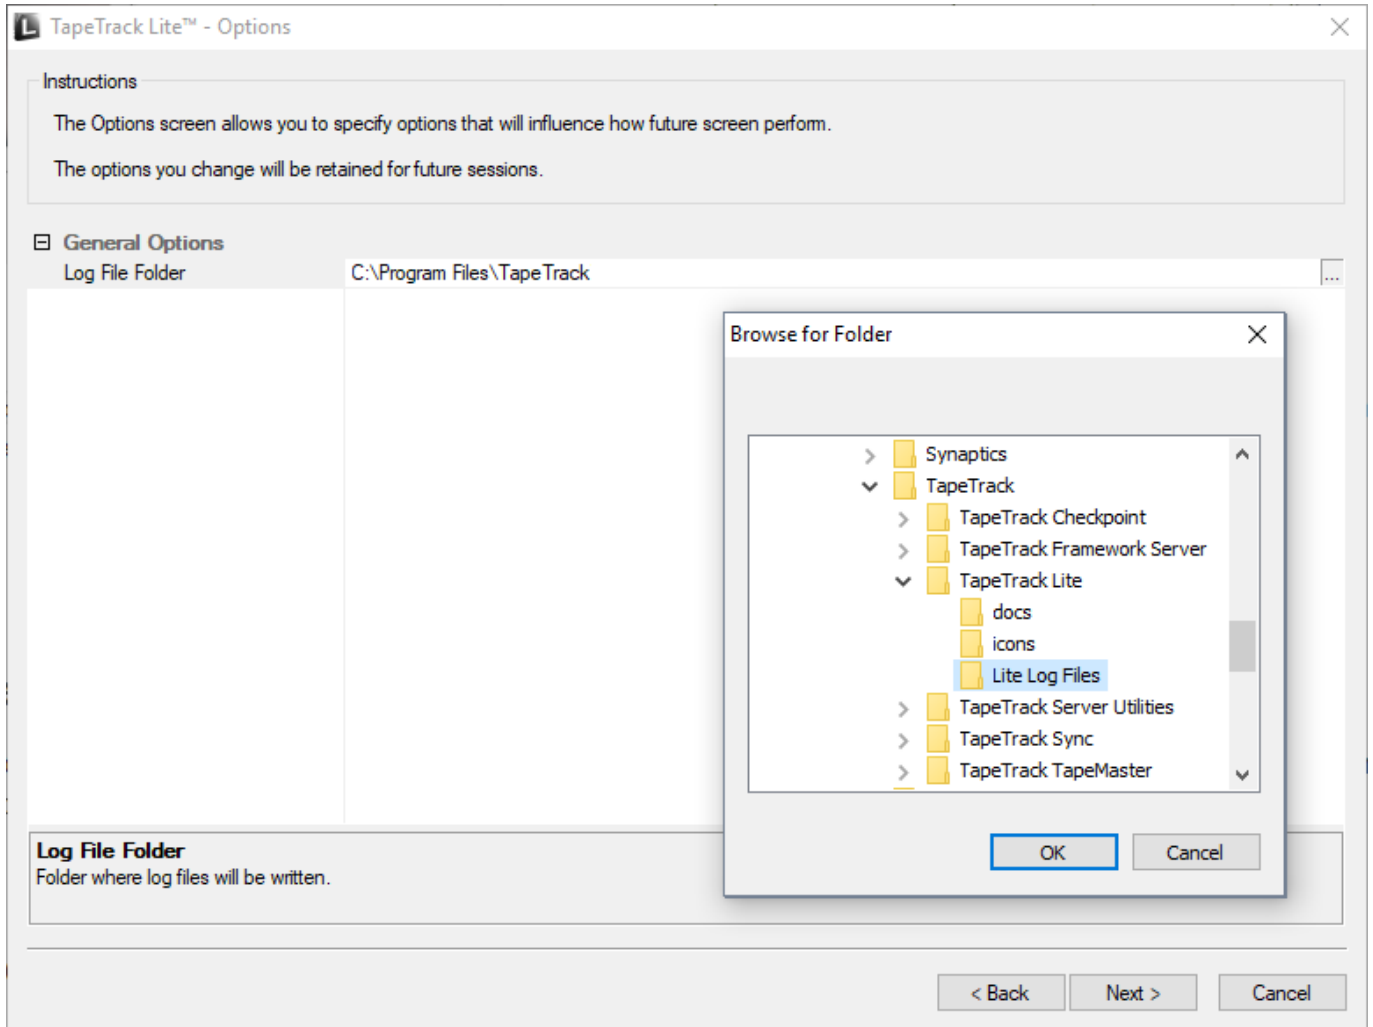 TapeTrack Lite™ - Options
Instructions
The Options screen allows you to specify options that will influence how future screen perform.
The options you change will be retained for future sessions.
General Options
Log File Folder C:\Program Files\TapeTrack ...
Browse for Folder
Synaptics
TapeTrack
TapeTrack Checkpoint
TapeTrack Framework Server
TapeTrack Lite
docs
icons
Lite Log Files
TapeTrack Server Utilities
TapeTrack Sync
TapeTrack TapeMaster
OK Cancel
Log File Folder
Folder where log files will be written.
< Back Next > Cancel